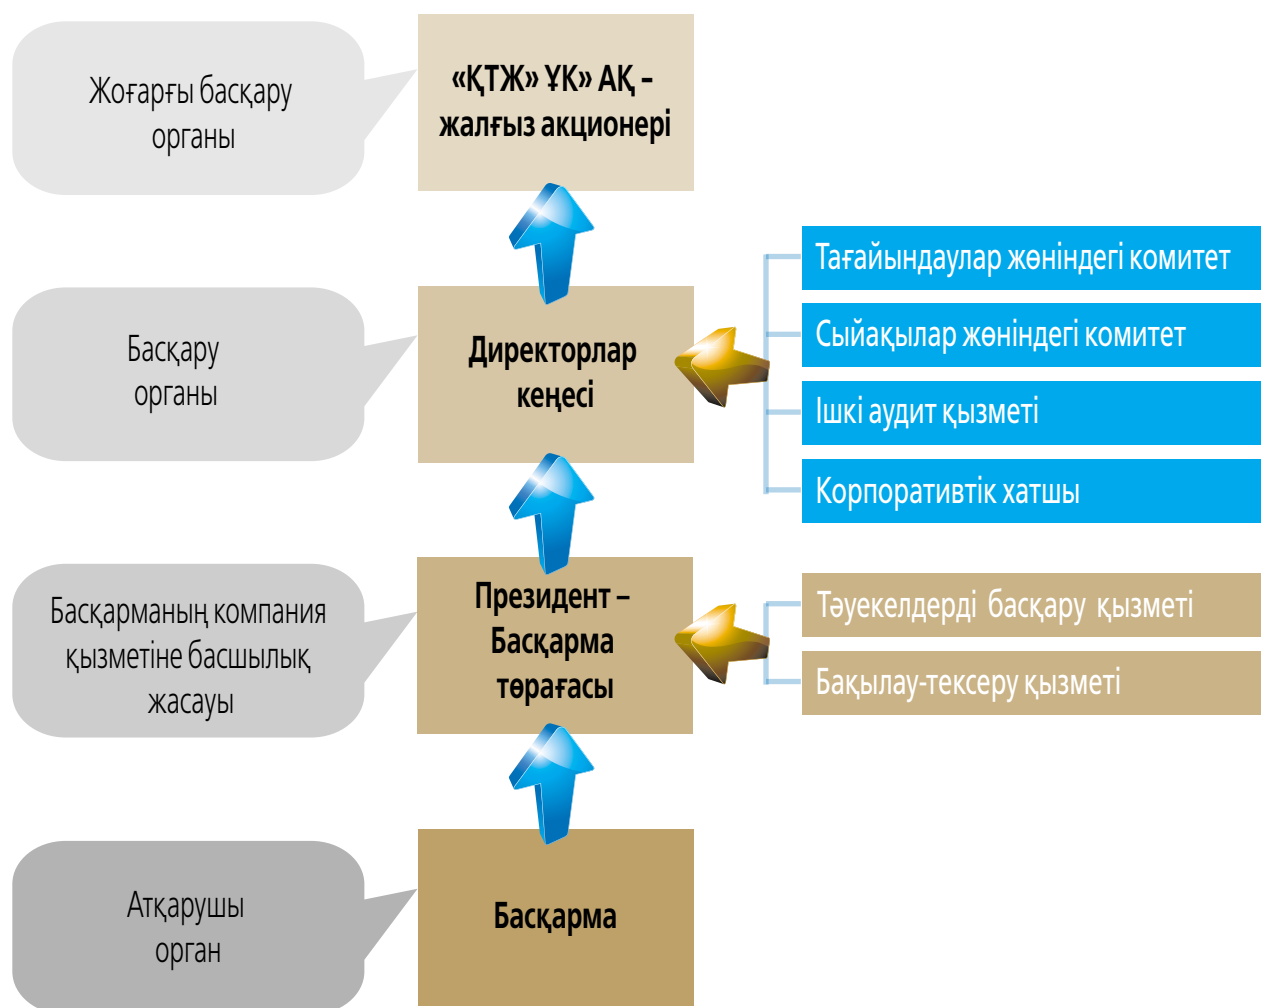 Жоғарғы басқару
органы
«ҚТЖ» ҰК» АҚ –
жалғыз акционері
Басқару
органы
Директорлар
кеңесі
Тағайындаулар жөніндегі комитет
Сыйақылар жөніндегі комитет
Ішкі аудит қызметі
Корпоративтік хатшы
Басқарманың компания
қызметіне басшылық
жасауы
Президент –
Басқарма
төрағасы
Тәуекелдерді басқару қызметі
Бақылау-тексеру қызметі
Атқарушы
орган
Басқарма